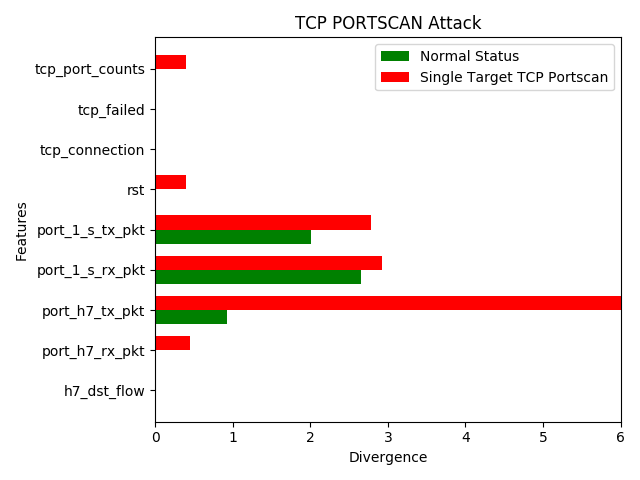 TCP PORTSCAN Attack
Normal Status
Single Target TCP Portscan
tcp_port_counts
tcp_failed
tcp_connection
rst
port_1_s_tx_pkt
port_1_s_rx_pkt
port_h7_tx_pkt
port_h7_rx_pkt
h7_dst_flow
Features
0 1 2 3 4 5 6
Divergence